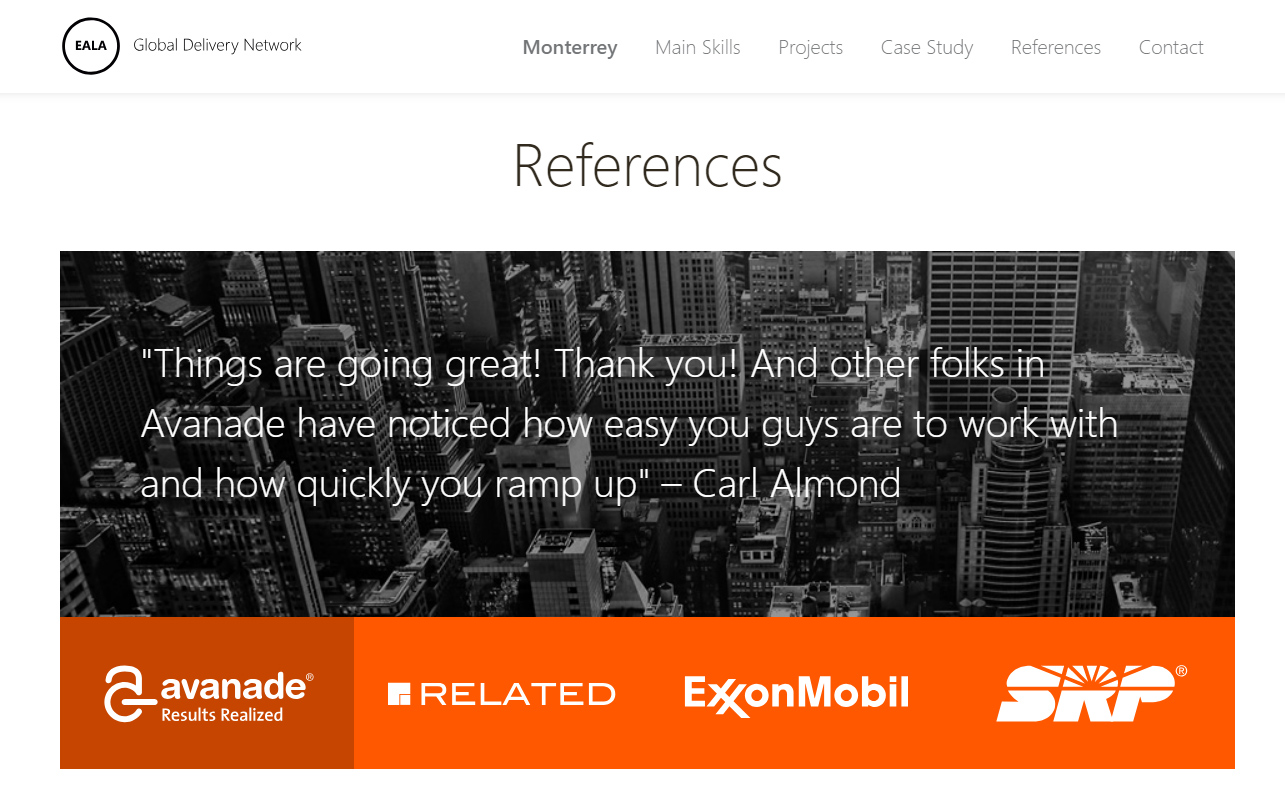 EALA Global Delivery Network
Monterrey Main Skills Projects Case Study References Contact
References
"Things are going great! Thank you! And other folks in
Avanade have noticed how easy you guys are to work with
and how quickly you ramp up" – Carl Almond
avanade®
Results Realized
RELATED
ExxonMobil
SRP®